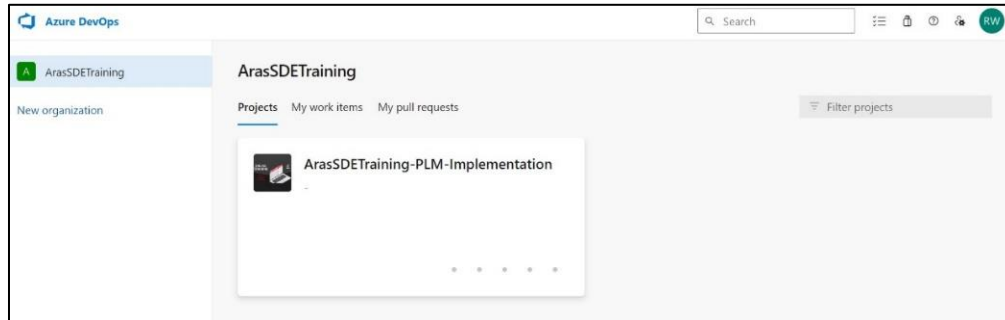 Azure DevOps
Search
RW
A ArasSDETraining
New organization
ArasSDETraining
Projects My work items My pull requests
Filter projects
ArasSDETraining-PLM-Implementation